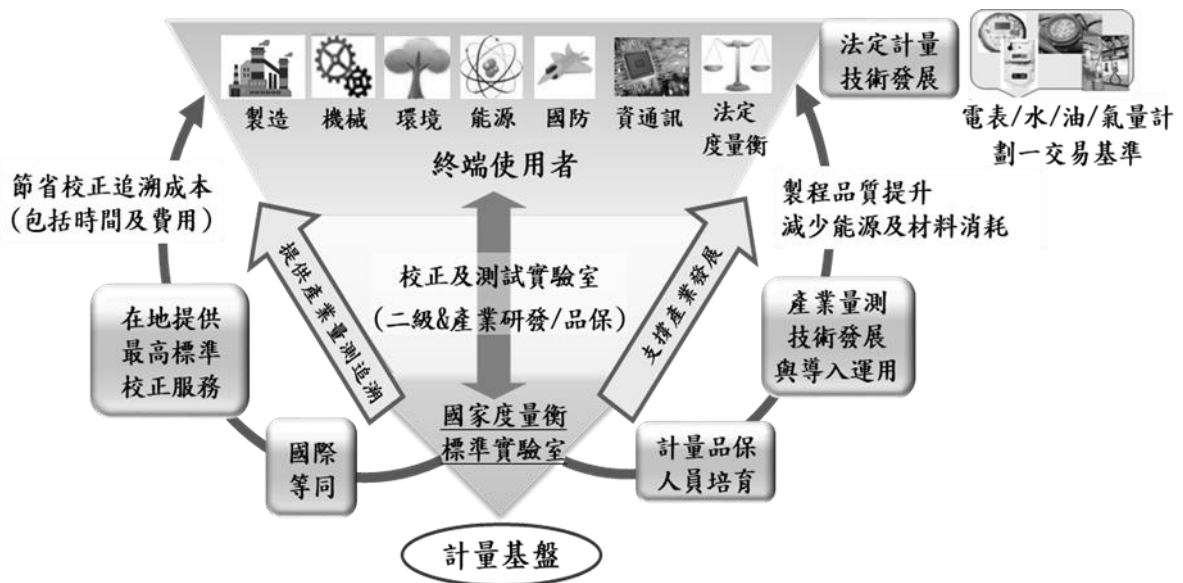 製造
機械
環境
能源
國防
資通訊
法定
度量衡
終端使用者
法定計量
技術發展
電表/水/油/氣量計
劃一交易基準
節省校正追溯成本
(包括時間及費用)
製程品質提升
減少能源及材料消耗
提供產業量測追溯
校正及測試實驗室
(二級&產業研發/品保)
支撐產業發展
在地提供
最高標準
校正服務
產業量測
技術發展
與導入運用
國家度量衡
標準實驗室
國際
等同
計量品保
人員培育
計量基盤